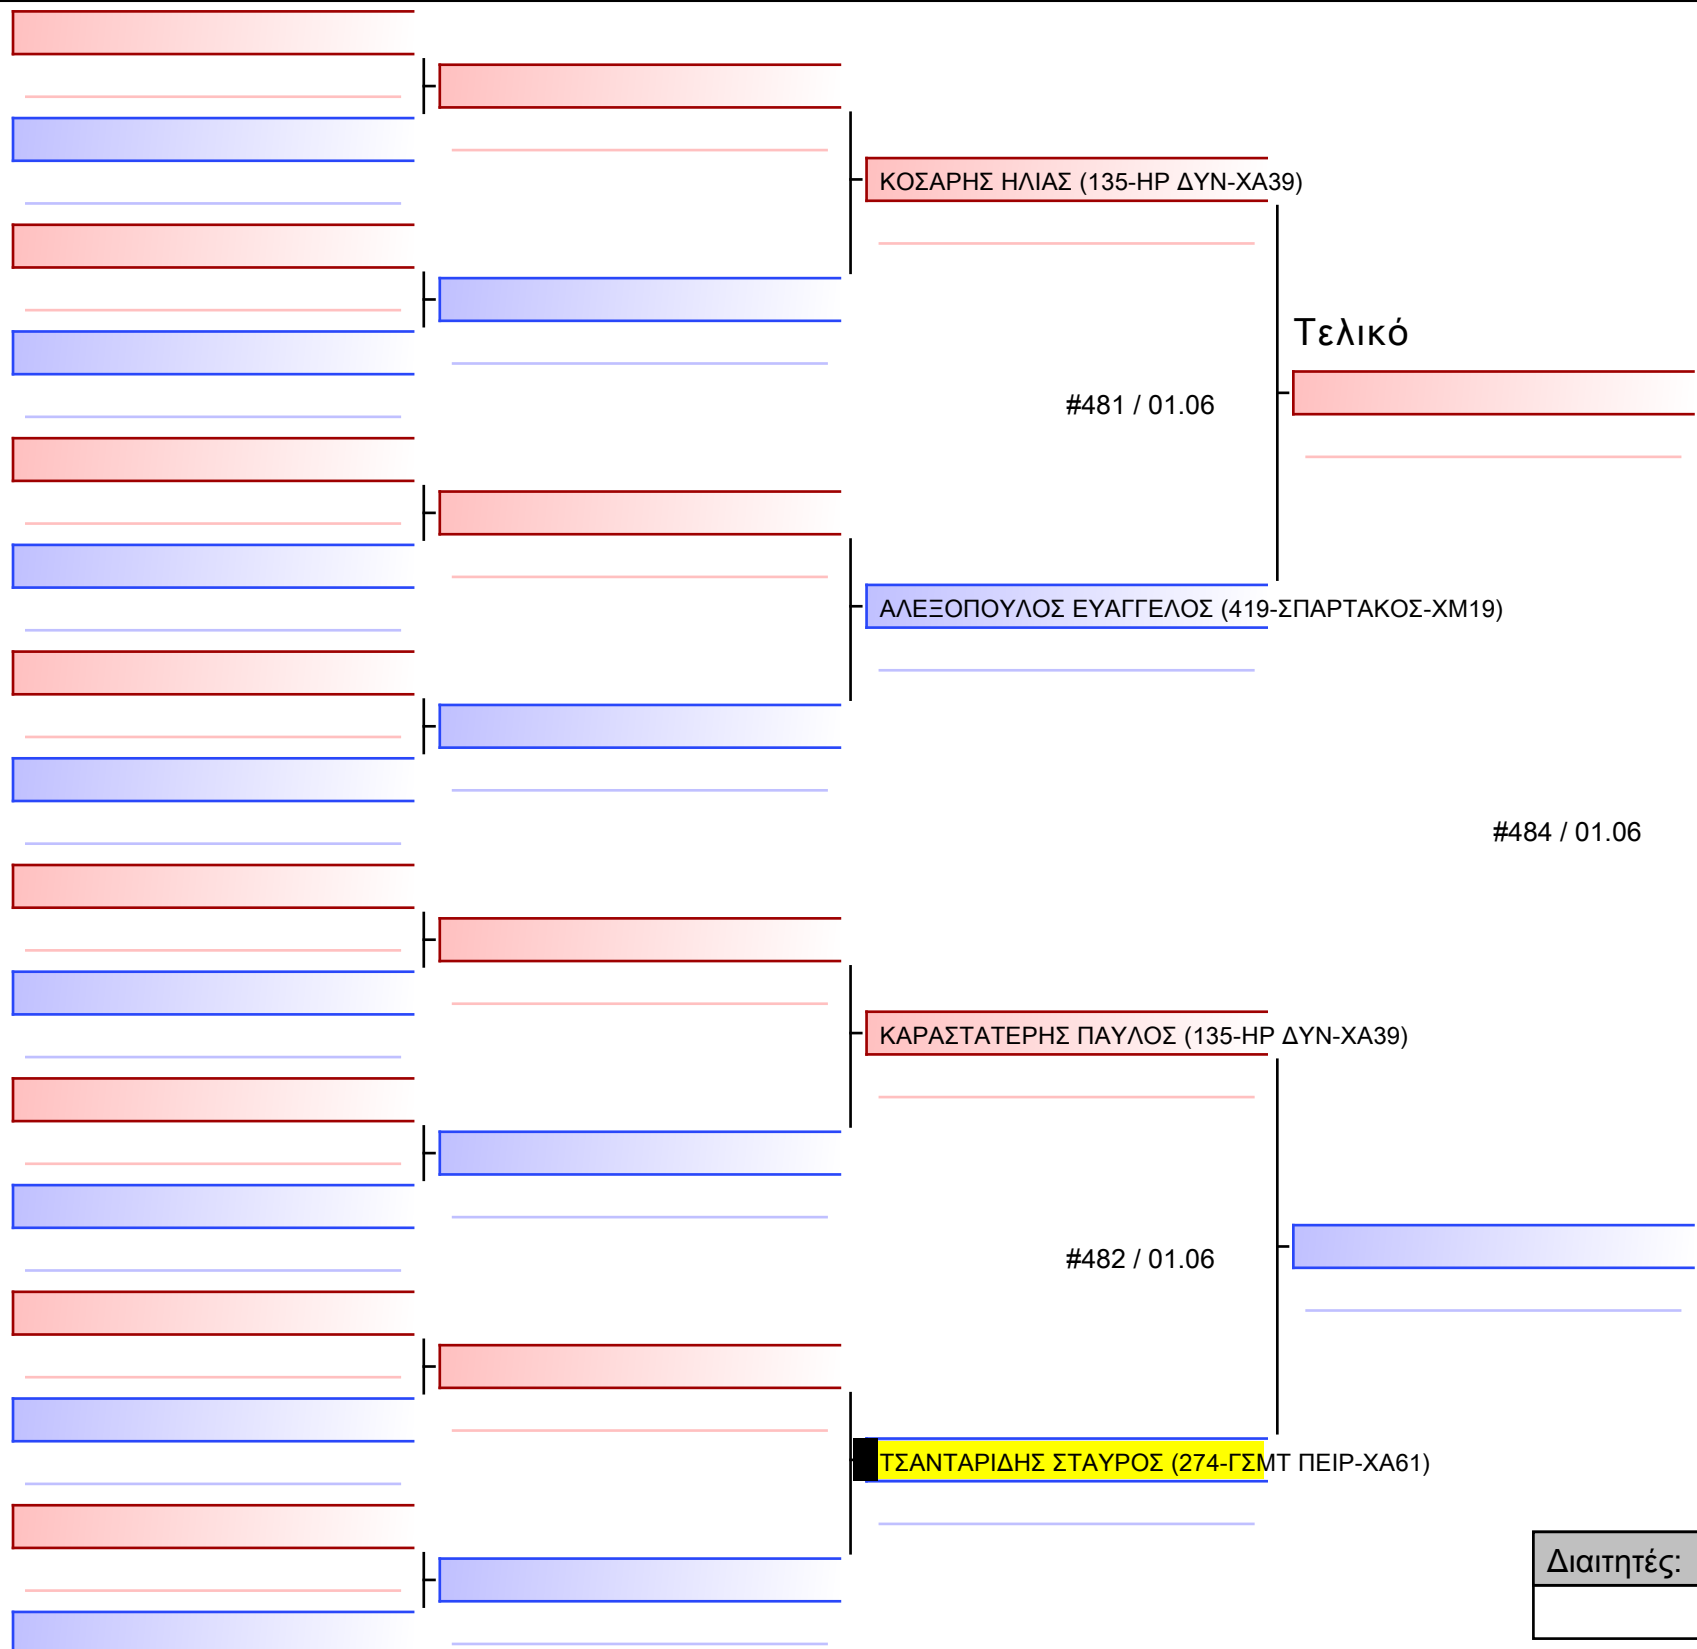 ΚΟΣΑΡΗΣ ΗΛΙΑΣ (135-ΗΡ ΔΥΝ-ΧΑ39)
Τελικό
#481 / 01.06
ΑΛΕΞΟΠΟΥΛΟΣ ΕΥΑΓΓΕΛΟΣ (419-ΣΠΑΡΤΑΚΟΣ-ΧΜ19)
#484 / 01.06
ΚΑΡΑΣΤΑΤΕΡΗΣ ΠΑΥΛΟΣ (135-ΗΡ ΔΥΝ-ΧΑ39)
#482 / 01.06
ΤΣΑΝΤΑΡΙΔΗΣ ΣΤΑΥΡΟΣ (274-ΓΣΜΤ ΠΕΙΡ-ΧΑ61)
Διαιτητές: